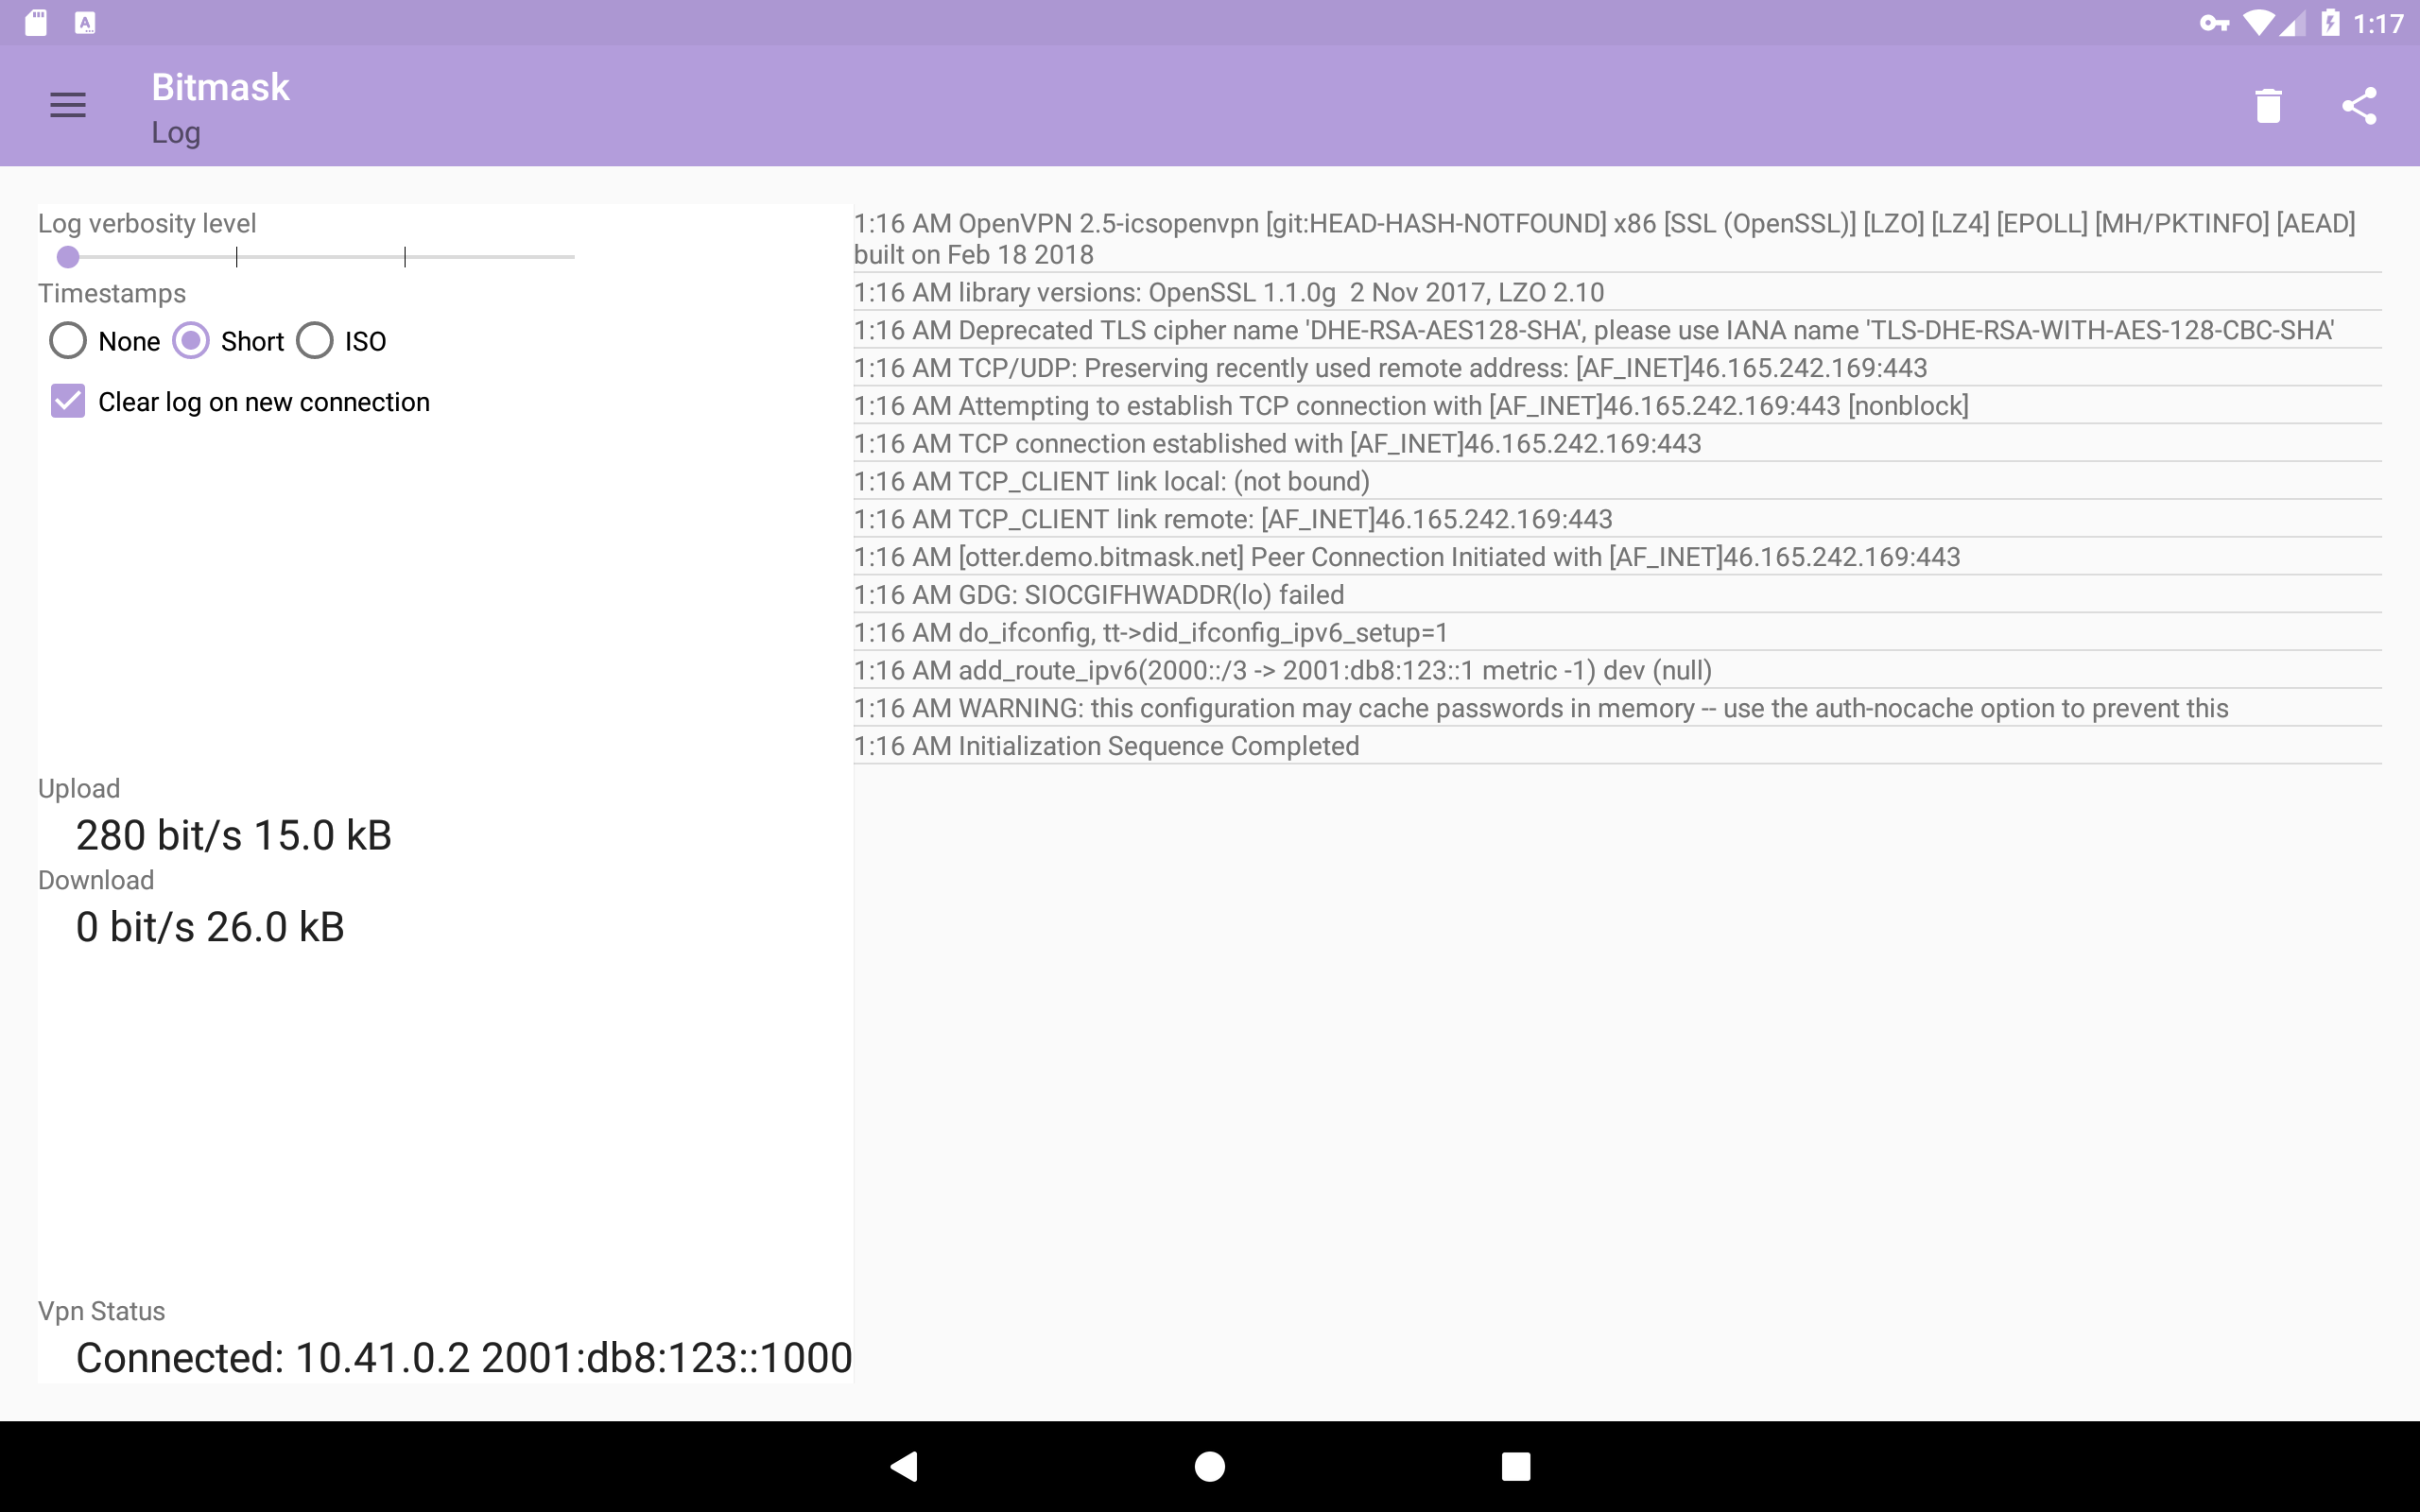 1:17
Bitmask
Log
Log verbosity level
Timestamps
None Short ISO
Clear log on new connection
Upload
280 bit/s 15.0 kB
Download
0 bit/s 26.0 kB
Vpn Status
Connected: 10.41.0.2 2001:db8:123::1000
1:16 AM OpenVPN 2.5-icsopenvpn [git:HEAD-HASH-NOTFOUND] x86 [SSL (OpenSSL)] [LZO] [LZ4] [EPOLL] [MH/PKTINFO] [AEAD]
built on Feb 18 2018
1:16 AM library versions: OpenSSL 1.1.0g  2 Nov 2017, LZO 2.10
1:16 AM Deprecated TLS cipher name 'DHE-RSA-AES128-SHA', please use IANA name 'TLS-DHE-RSA-WITH-AES-128-CBC-SHA'
1:16 AM TCP/UDP: Preserving recently used remote address: [AF_INET]46.165.242.169:443
1:16 AM Attempting to establish TCP connection with [AF_INET]46.165.242.169:443 [nonblock]
1:16 AM TCP connection established with [AF_INET]46.165.242.169:443
1:16 AM TCP_CLIENT link local: (not bound)
1:16 AM TCP_CLIENT link remote: [AF_INET]46.165.242.169:443
1:16 AM [otter.demo.bitmask.net] Peer Connection Initiated with [AF_INET]46.165.242.169:443
1:16 AM GDG: SIOCGIFHWADDR(lo) failed
1:16 AM do_ifconfig, tt->did_ifconfig_ipv6_setup=1
1:16 AM add_route_ipv6(2000::/3 -> 2001:db8:123::1 metric -1) dev (null)
1:16 AM WARNING: this configuration may cache passwords in memory -- use the auth-nocache option to prevent this
1:16 AM Initialization Sequence Completed